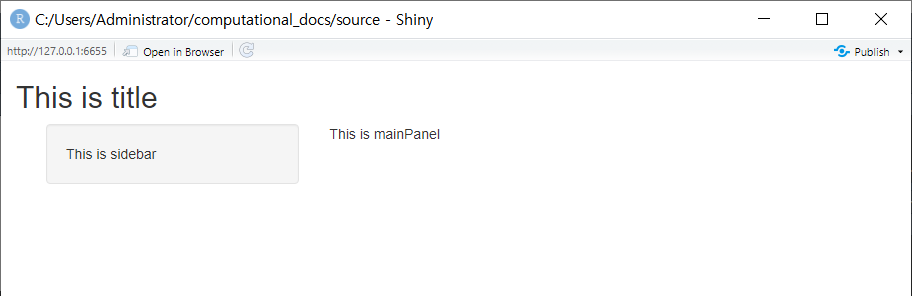 R C:/Users/Administrator/computational_docs/source - Shiny
http://127.0.0.1:6655 Open in Browser Publish
This is title
This is sidebar
This is mainPanel